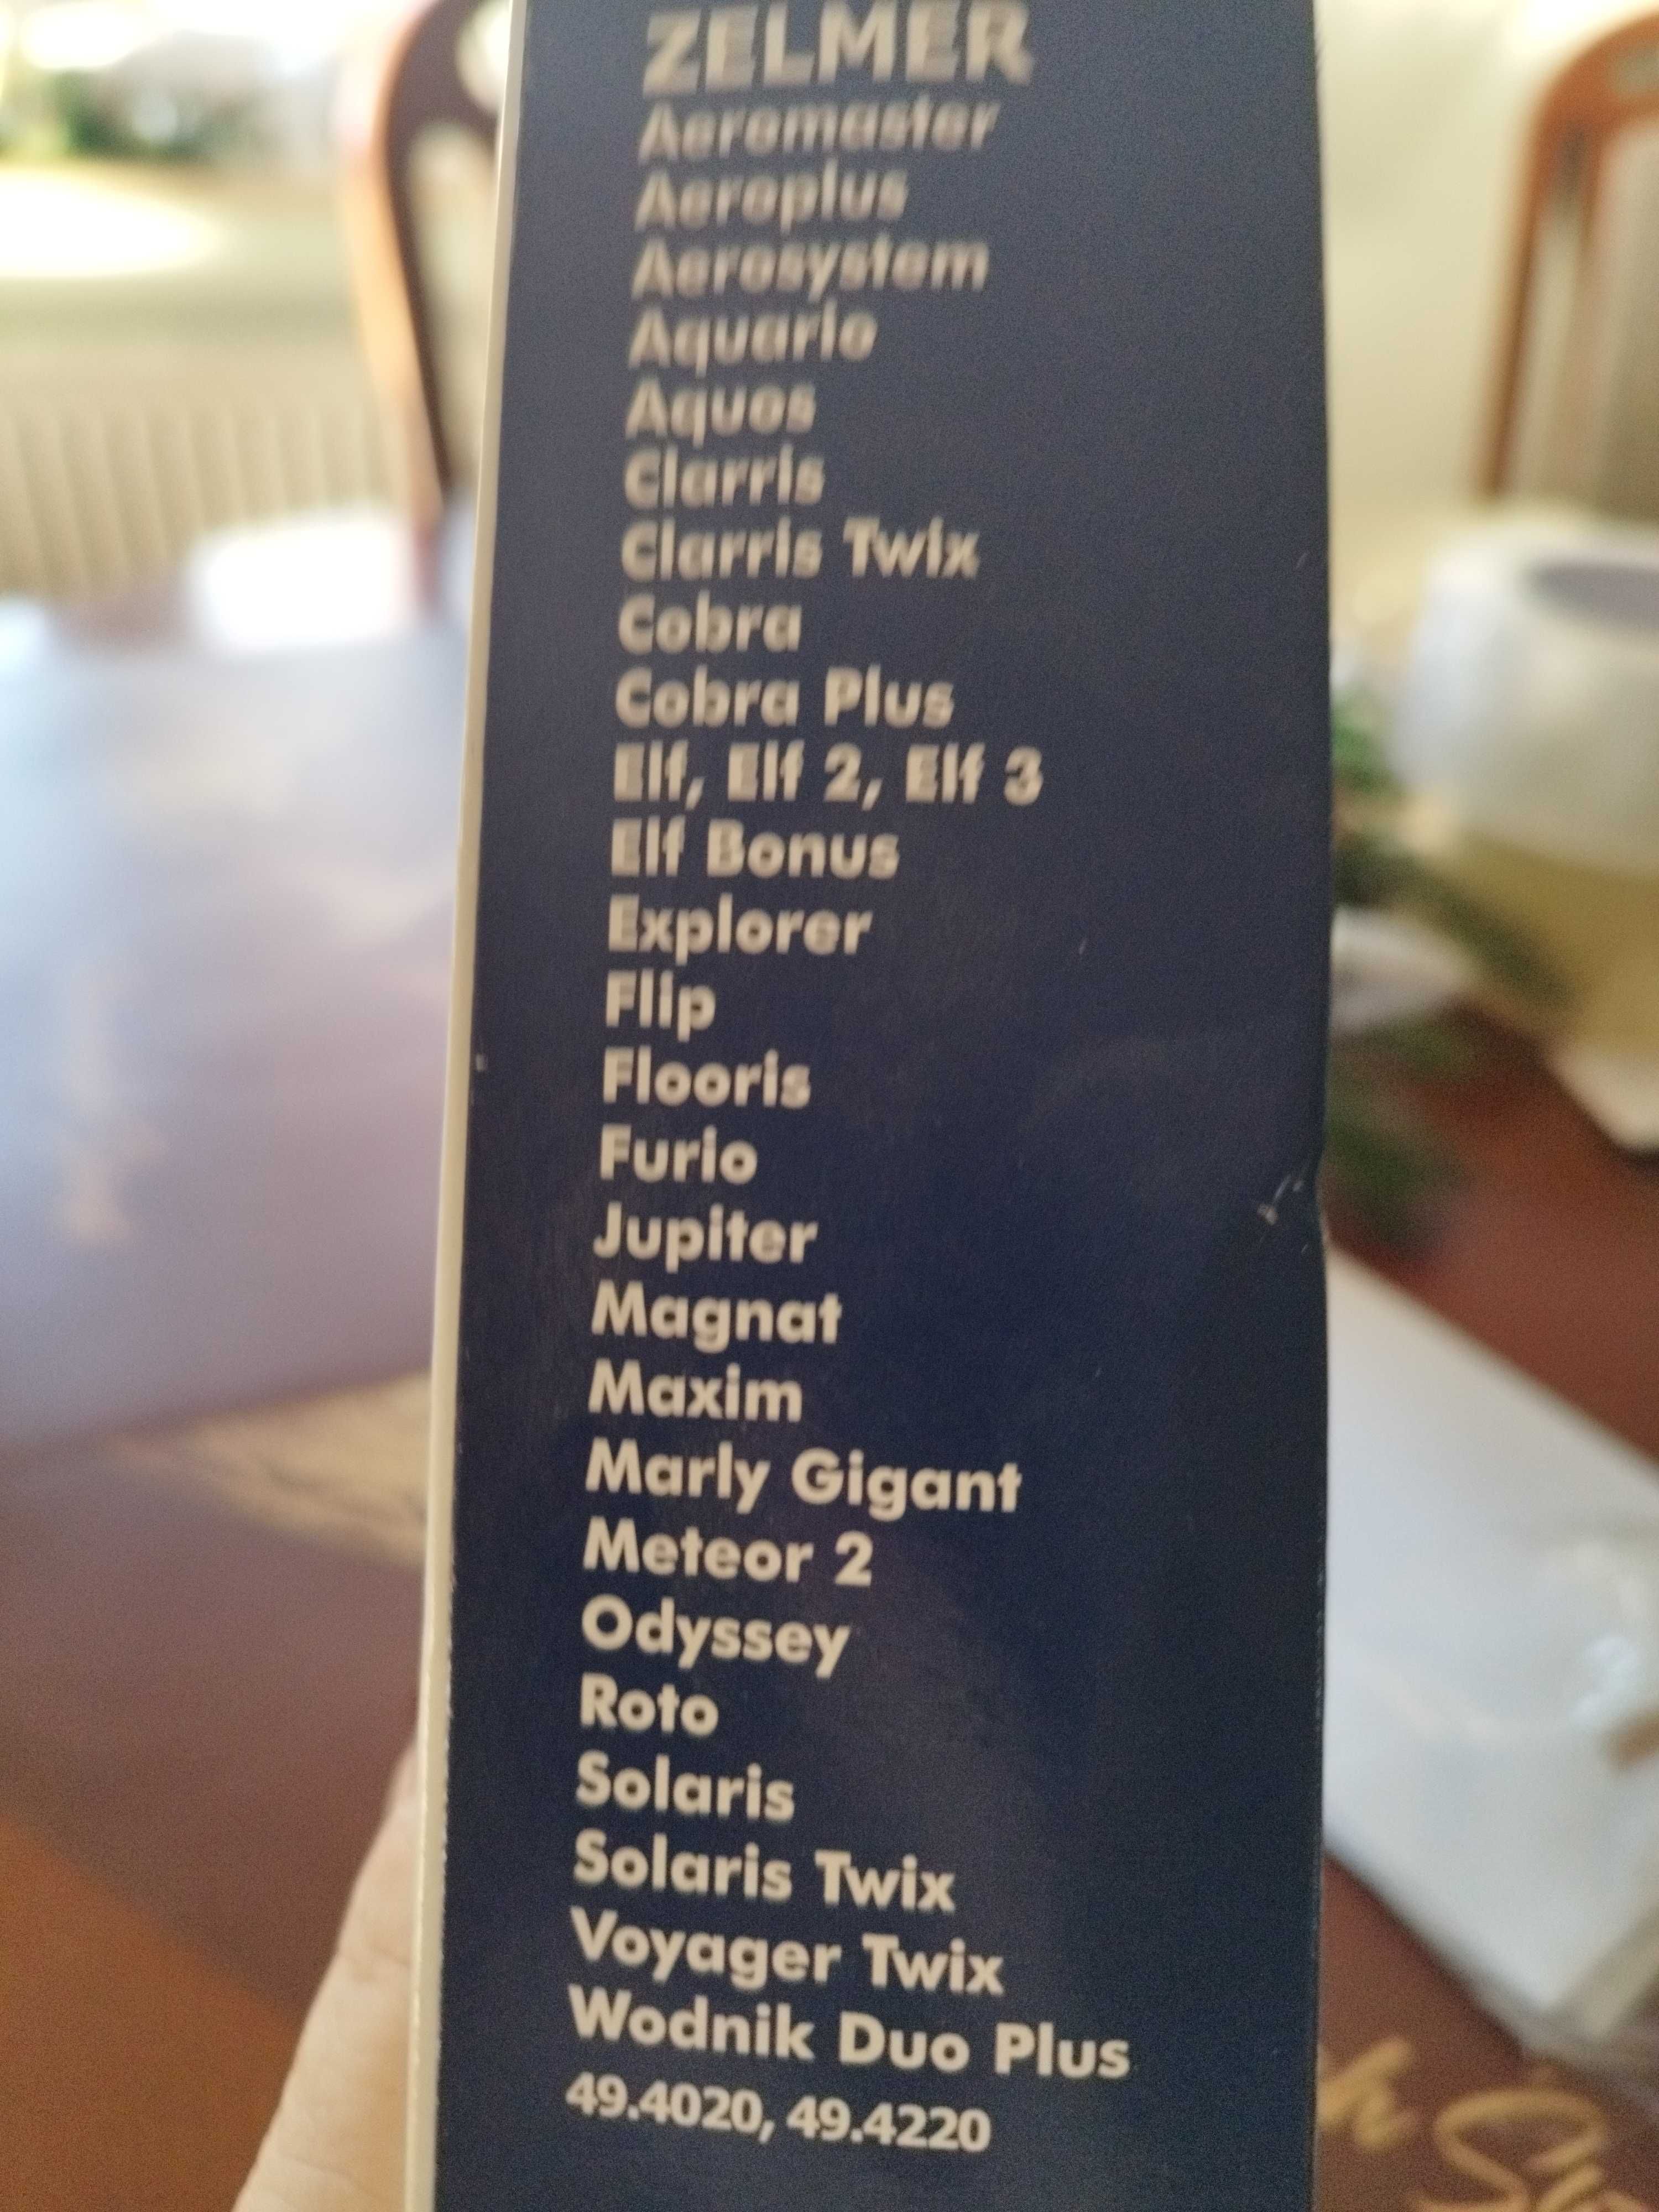 ZELMER
Aeromaster
Aeroplus
Aerosystem
Aquario
Aquos
Clarris
Clarris Twix
Cobra
Cobra Plus
Elf, Elf 2, Elf 3
Elf Bonus
Explorer
Flip
Flooris
Furio
Jupiter
Magnat
Maxim
Marly Gigant
Meteor 2
Odyssey
Roto
Solaris
Solaris Twix
Voyager Twix
Wodnik Duo Plus
49.4020, 49.4220